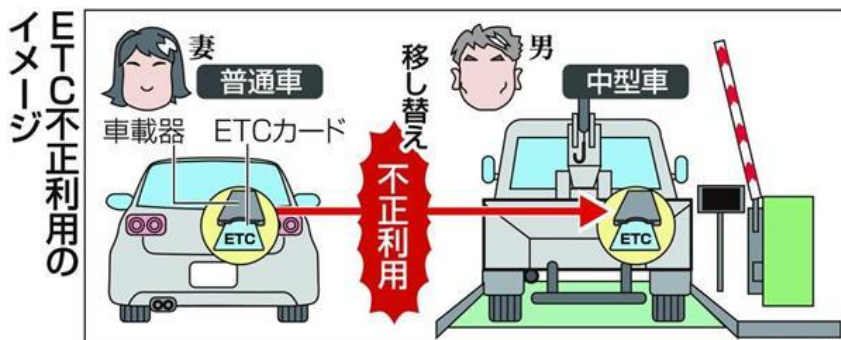 ETC不正利用の
イメージ
妻
普通車
車載器
ETCカード
ETC
移し替え
不正利用
男
中型車
J
ETC